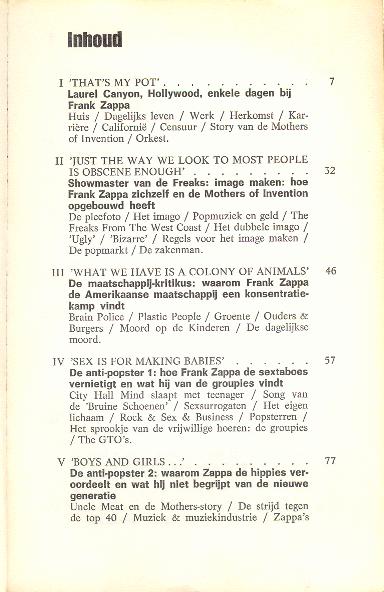 Inhoud
I 'THAT'S MY POT' . . . . . . . . . . . 7
Laurel Canyon, Hollywood, enkele dagen bij
Frank Zappa
Huis / Dagelijks leven / Werk / Herkomst / Kar-
rière / Californië / Censuur / Story van de Mothers
of Invention / Orkest.
II 'JUST THE WAY WE LOOK TO MOST PEOPLE
IS OBSCENE ENOUGH' . . . . . . . . . 32
Showmaster van de Freaks: image maken: hoe
Frank Zappa zichzelf en de Mothers of Invention
opgebouwd heeft
De pleefoto / Het imago / Popmuziek en geld / The
Freaks From The West Coast / Het dubbele imago /
'Ugly' / 'Bizarre' / Regels voor het image maken /
De popmarkt / De zakenman.
III 'WHAT WE HAVE IS A COLONY OF ANIMALS' 46
De maatschappij-kritikus: waarom Frank Zappa
de Amerikaanse maatschappij een konsentratie-
kamp vindt
Brain Police / Plastic People / Groente / Ouders &
Burgers / Moord op de Kinderen / De dagelijkse
moord.
IV 'SEX IS FOR MAKING BABIES' . . . . . . 57
De anti-popster 1: hoe Frank Zappa de sextaboes
vernietigt en wat hij van de groupies vindt
City Hall Mind slaapt met teenager / Song van
de 'Bruine Schoenen' / Sexsurrogaten / Het eigen
lichaam / Rock & Sex & Business / Popsterren /
Het sprookje van de vrijwillige hoeren: de groupies
/ The GTO's.
V 'BOYS AND GIRLS . . .' . . . . . . . . . 77
De anti-popster 2: waarom Zappa de hippies ver-
oordeelt en wat hij niet begrijpt van de nieuwe
generatie
Uncle Meat en de Mothers-story / De strijd tegen
de top 40 / Muziek & muziekindustrie / Zappa's